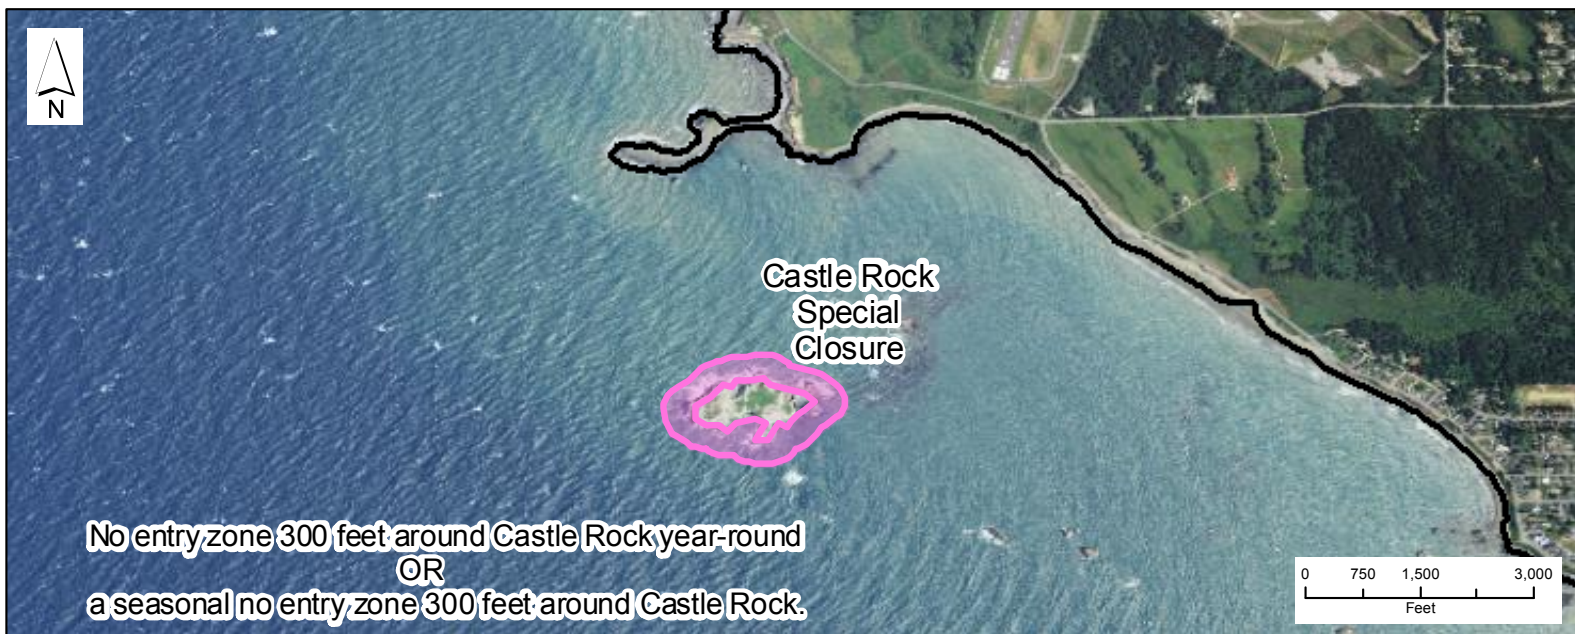 N
Castle Rock
Special
Closure
No entry zone 300 feet around Castle Rock year-round
OR
a seasonal no entry zone 300 feet around Castle Rock.
0 750 1,500 3,000
Feet